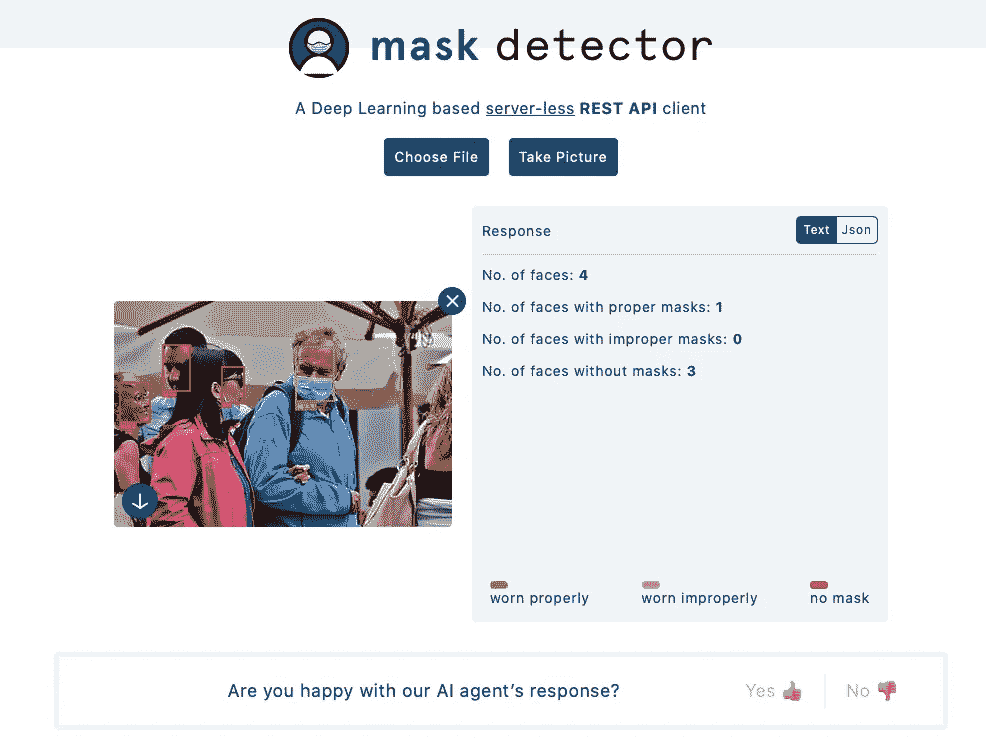 mask detector
A Deep Learning based server-less REST API client
Choose File
Take Picture
Response
Text
Json
No. of faces: 4
No. of faces with proper masks: 1
No. of faces with improper masks: 0
No. of faces without masks: 3
worn properly
worn improperly
no mask
Are you happy with our AI agent’s response?
Yes
No